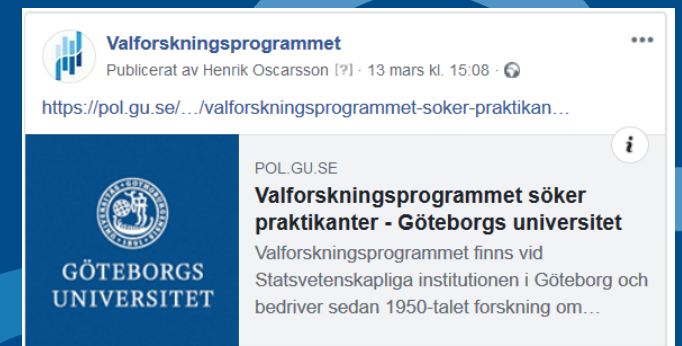 Valforskningsprogrammet
Publicerat av Henrik Oscarsson [?] · 13 mars kl. 15:08 ·
https://pol.gu.se/…/valforskningsprogrammet-soker-praktikan…
i
POL.GU.SE
Valforskningsprogrammet söker
praktikanter - Göteborgs universitet
Valforskningsprogrammet finns vid
Statsvetenskapliga institutionen i Göteborg och
bedriver sedan 1950-talet forskning om…
GÖTEBORGS
UNIVERSITET